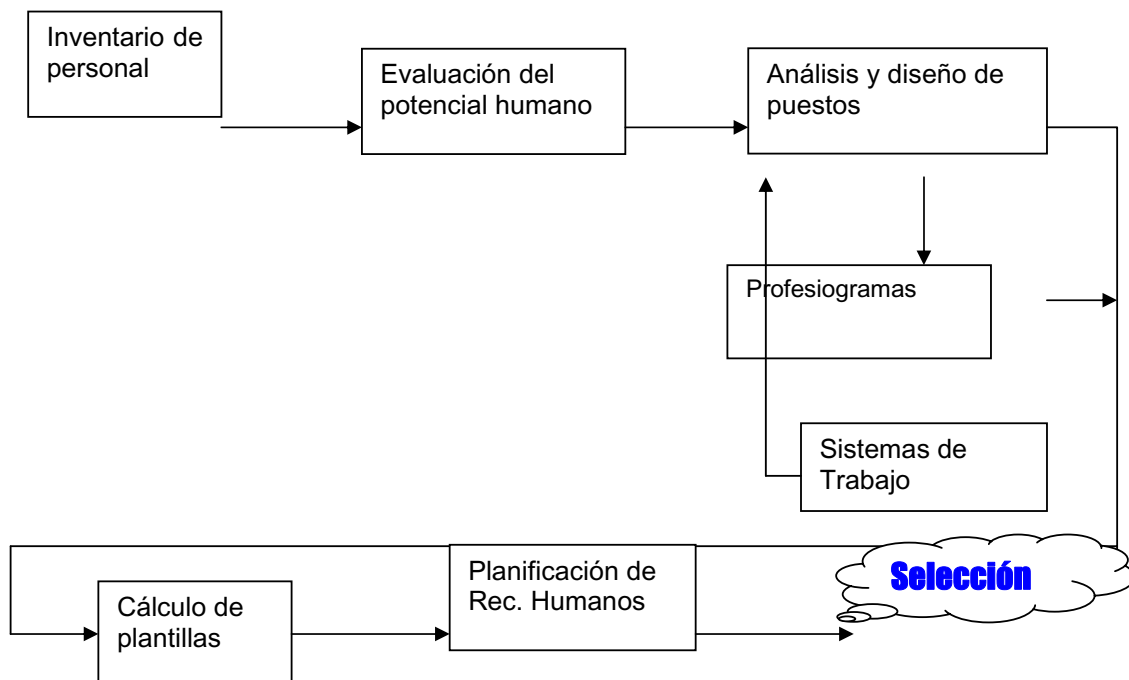 Inventario de
personal
Evaluación del
potencial humano
Análisis y diseño de
puestos
Profesiogramas
Sistemas de
Trabajo
Cálculo de
plantillas
Planificación de
Rec. Humanos
Selección